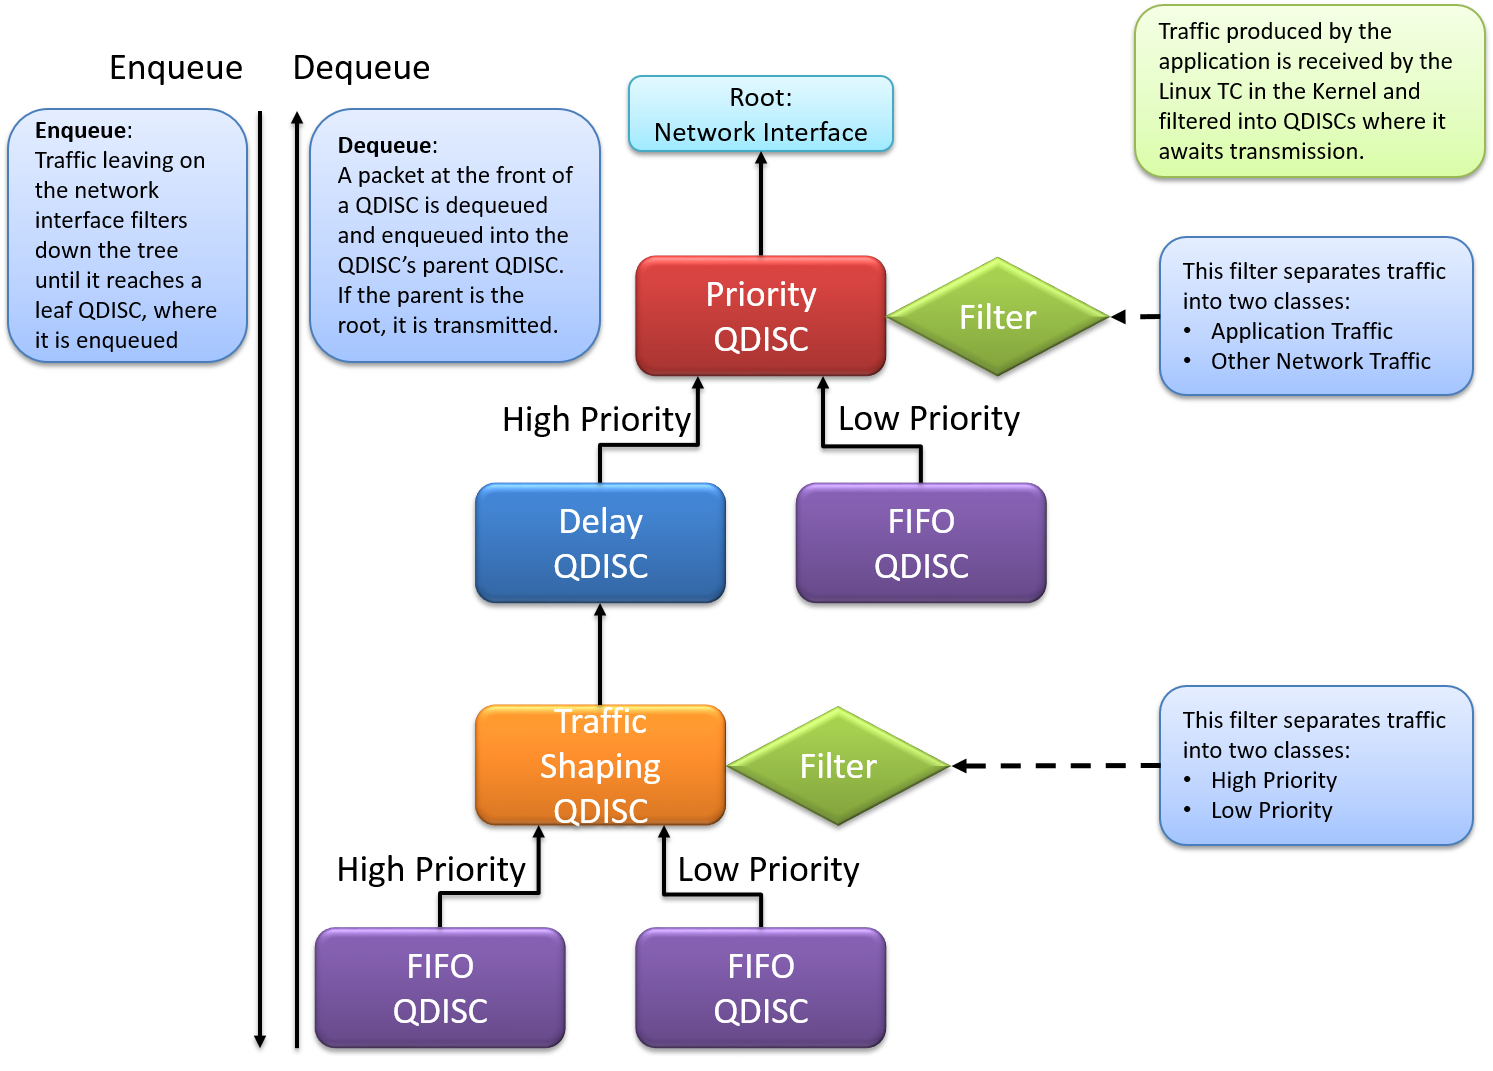 Enqueue
Dequeue
Enqueue:
Traffic leaving on
the network
interface filters
down the tree
until it reaches a
leaf QDISC, where
it is enqueued
Dequeue:
A packet at the front of
a QDISC is dequeued
and enqueued into the
QDISC’s parent QDISC.
If the parent is the
root, it is transmitted.
Root:
Network Interface
Traffic produced by the
application is received by the
Linux TC in the Kernel and
filtered into QDISCs where it
awaits transmission.
Priority
QDISC
Filter
This filter separates traffic
into two classes:
• Application Traffic
• Other Network Traffic
High Priority
Low Priority
Delay
QDISC
FIFO
QDISC
Traffic
Shaping
QDISC
Filter
This filter separates traffic
into two classes:
• High Priority
• Low Priority
High Priority
Low Priority
FIFO
QDISC
FIFO
QDISC